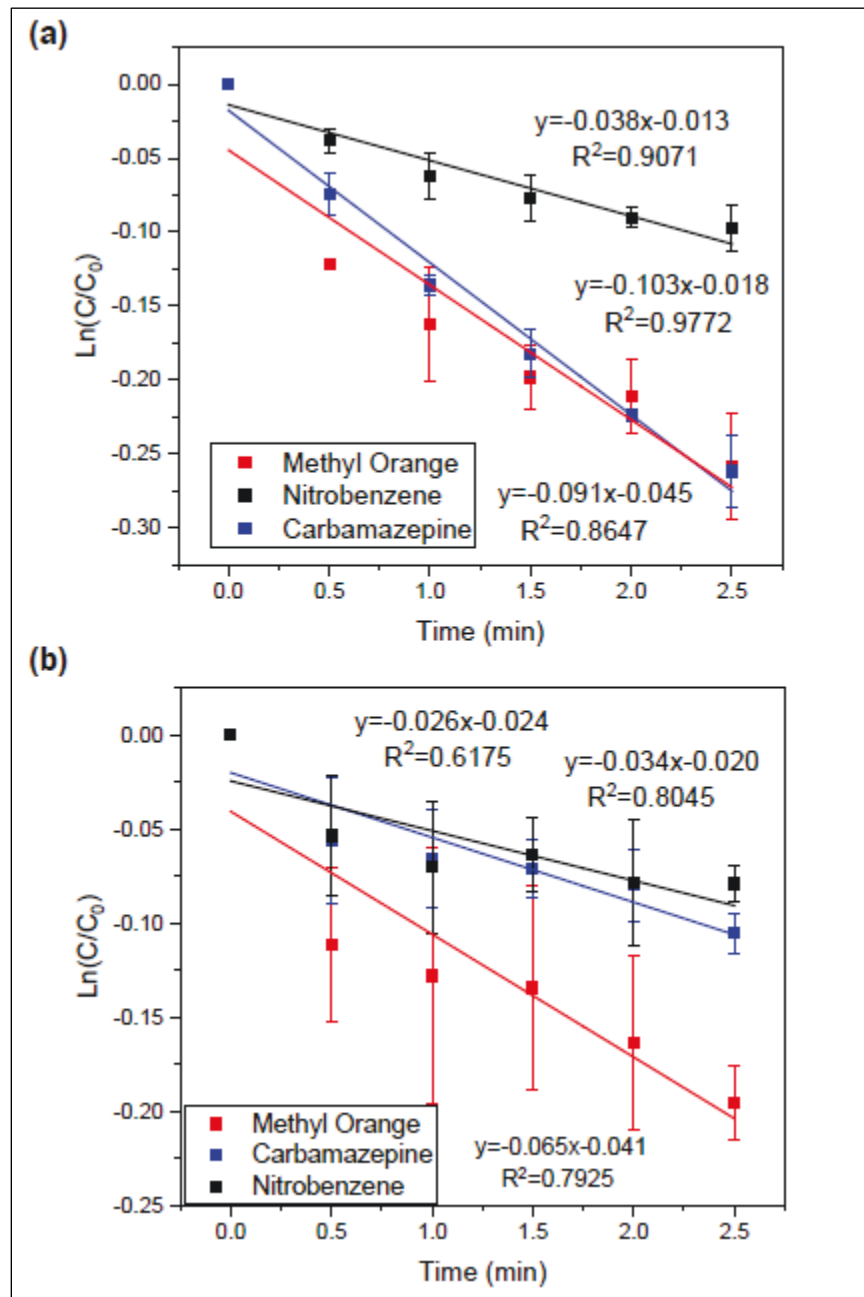 (a)
0.00
-0.05
-0.10
-0.15
-0.20
-0.25
-0.30
Ln(C/C₀)
y=-0.038x-0.013
R²=0.9071
y=-0.103x-0.018
R²=0.9772
y=-0.091x-0.045
R²=0.8647
Methyl Orange
Nitrobenzene
Carbamazepine
0.0 0.5 1.0 1.5 2.0 2.5
Time (min)
(b)
0.00
-0.05
-0.10
-0.15
-0.20
-0.25
Ln(C/C₀)
y=-0.026x-0.024
R²=0.6175
y=-0.034x-0.020
R²=0.8045
y=-0.065x-0.041
R²=0.7925
Methyl Orange
Carbamazepine
Nitrobenzene
0.0 0.5 1.0 1.5 2.0 2.5
Time (min)